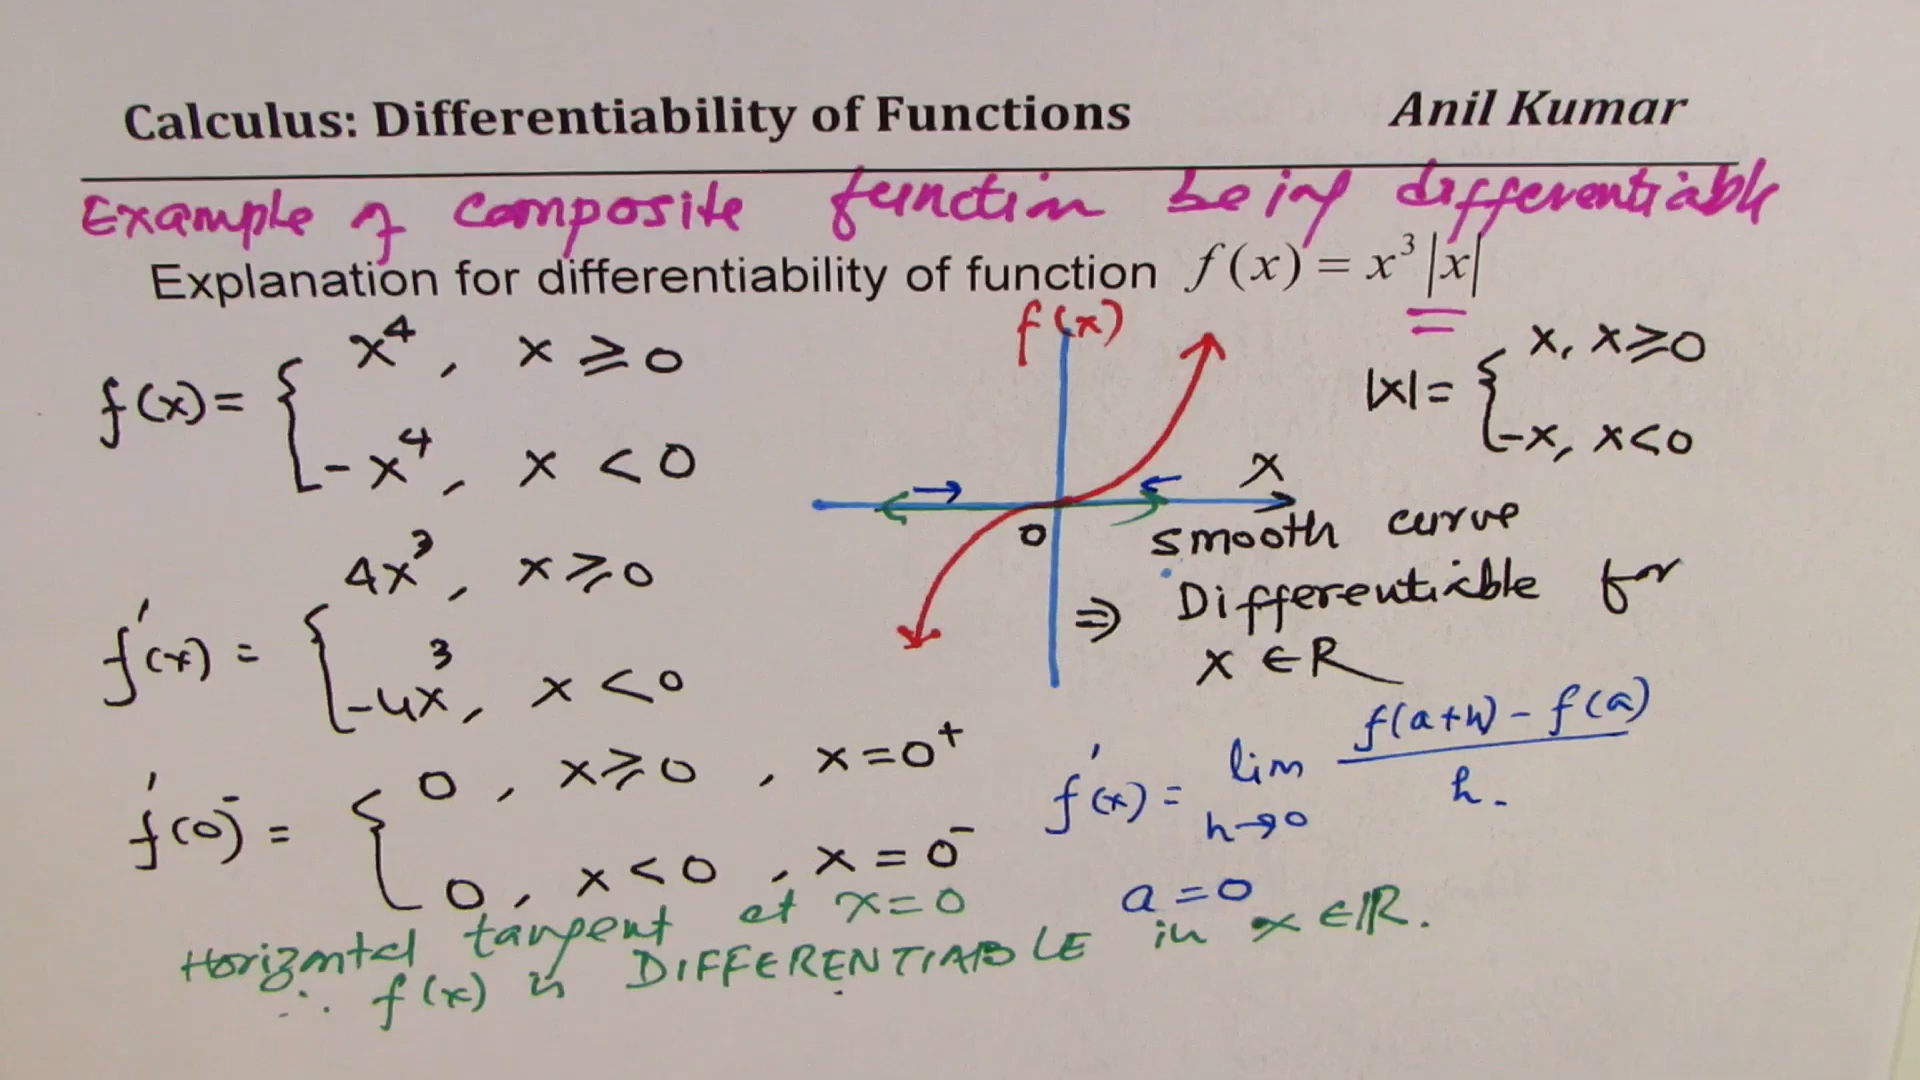 Calculus: Differentiability of Functions Anil Kumar
Example of composite function being differentiable
Explanation for differentiability of function f(x) = x³|x|
f(x) = { x⁴, x ≥ 0
-x⁴, x < 0
f'(x) = { 4x³, x ≥ 0
-4x³, x < 0
f'(0⁻) = { 0, x ≥ 0, x = 0⁺
0, x < 0, x = 0⁻
f(x)
x
0
|x| = { x, x ≥ 0
-x, x < 0
smooth curve
⇒ Differentiable for
x ∈ R
f'(x) = lim h→0 f(a+h) - f(a) / h.
a = 0
Horizontal tangent at x = 0
∴ f(x) is DIFFERENTIABLE in x ∈ R.